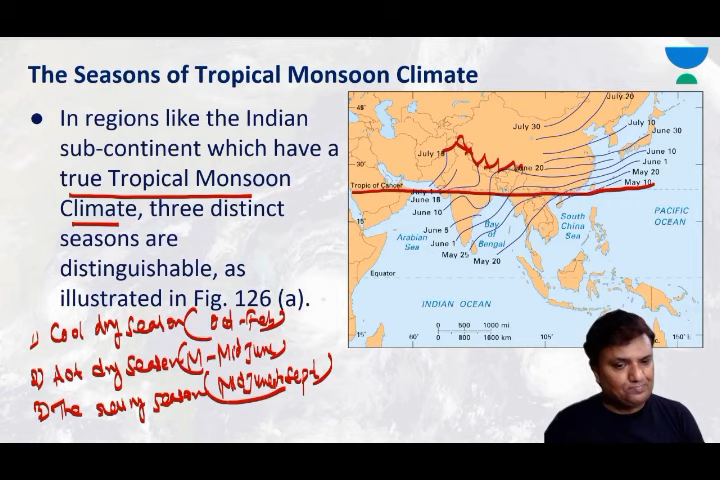 The Seasons of Tropical Monsoon Climate
● In regions like the Indian
sub-continent which have a
true Tropical Monsoon
Climate, three distinct
seasons are
distinguishable, as
illustrated in Fig. 126 (a).
1) Cool dry season (Oct-Feb)
2) Hot dry season (M-Mid June)
3) The rainy season (Mid June Sept)
July 20
45°
July 30
July 10
June 30
July 1
June 10
30°
June 20
June 1
May 20
Tropic of Cancer
May 10
July 1
June 15
June 10
PACIFIC
OCEAN
South
China
Sea
15°
Bay
of
Bengal
June 5
Arabian
Sea
June 1
May 25
May 20
Equator
INDIAN OCEAN
0 500 1000 mi
0 800 1600 km
15°
60°
105°
150°E
15°